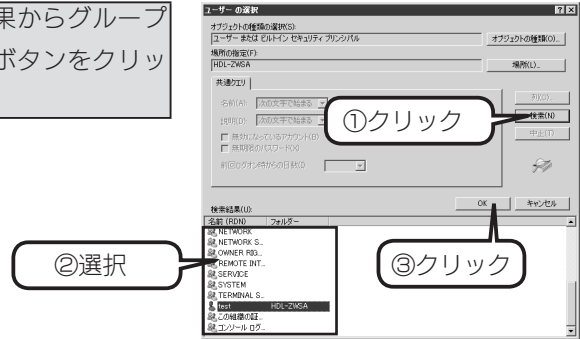 果からグループ
ボタンをクリッ
ユーザー の選択
オブジェクトの種類の選択(S):
ユーザー または ビルトイン セキュリティ プリンシパル
オブジェクトの種類(O)...
場所の指定(F):
HDL-ZWSA
場所(L)...
共通クエリ
名前(A):
次の文字で始まる
説明(D):
次の文字で始まる
無効になっているアカウント(B)
無期限のパスワード(X)
前回ログオン時からの日数(I):
列(C)...
検索(N)
中止(T)
①クリック
OK
キャンセル
検索結果(U):
名前 (RDN) フォルダー
NETWORK
NETWORK S...
OWNER RIG...
REMOTE INT...
SERVICE
SYSTEM
TERMINAL S...
test HDL-ZWSA
この組織の証...
コンソール ログ...
②選択
③クリック